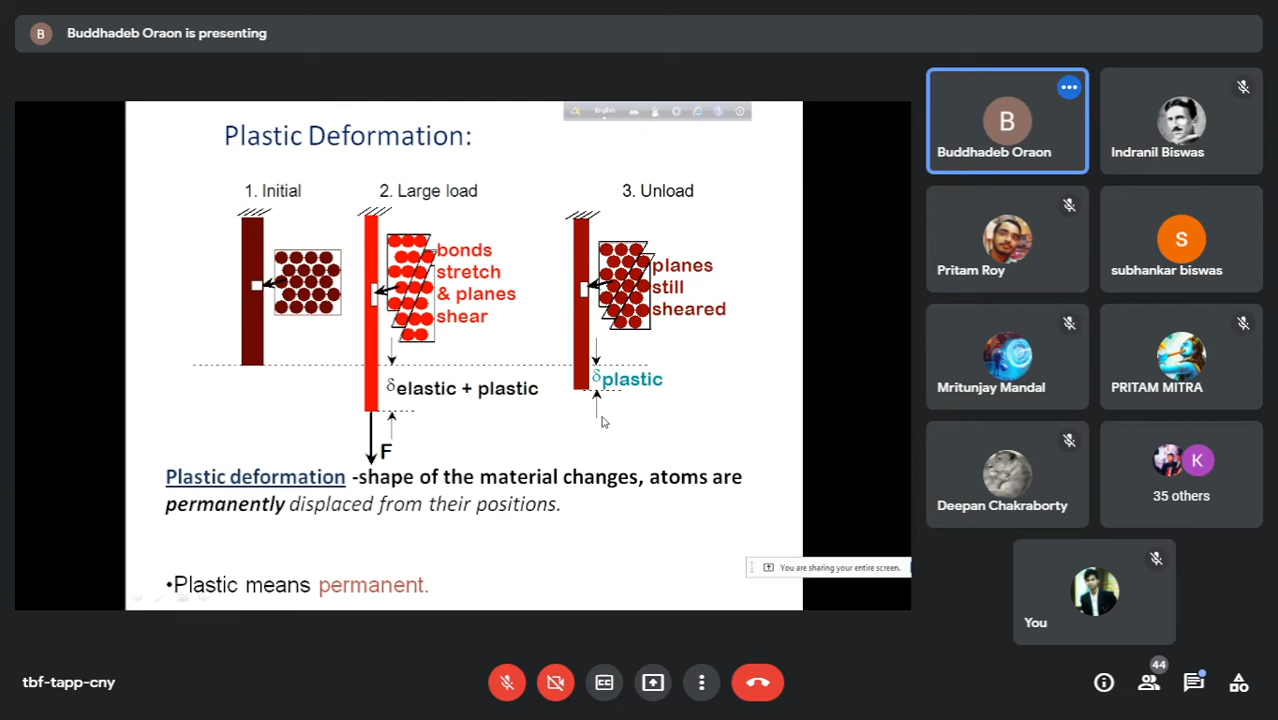 B
Buddhadeb Oraon is presenting
English
Plastic Deformation:
1. Initial
2. Large load
3. Unload
bonds
stretch
& planes
shear
planes
still
sheared
δelastic + plastic
δplastic
F
Plastic deformation -shape of the material changes, atoms are
permanently displaced from their positions.
•Plastic means permanent.
You are sharing your entire screen.
B
Buddhadeb Oraon
Indranil Biswas
Pritam Roy
S
subhankar biswas
Mritunjay Mandal
PRITAM MITRA
Deepan Chakraborty
K
35 others
You
tbf-tapp-cny
CC
44